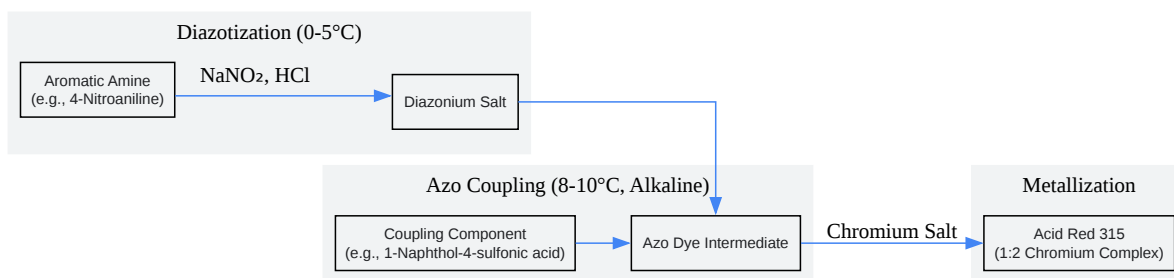 Diazotization (0-5°C)
Aromatic Amine
(e.g., 4-Nitroaniline)
NaNO₂, HCl
Diazonium Salt
Azo Coupling (8-10°C, Alkaline)
Coupling Component
(e.g., 1-Naphthol-4-sulfonic acid)
Azo Dye Intermediate
Chromium Salt
Metallization
Acid Red 315
(1:2 Chromium Complex)